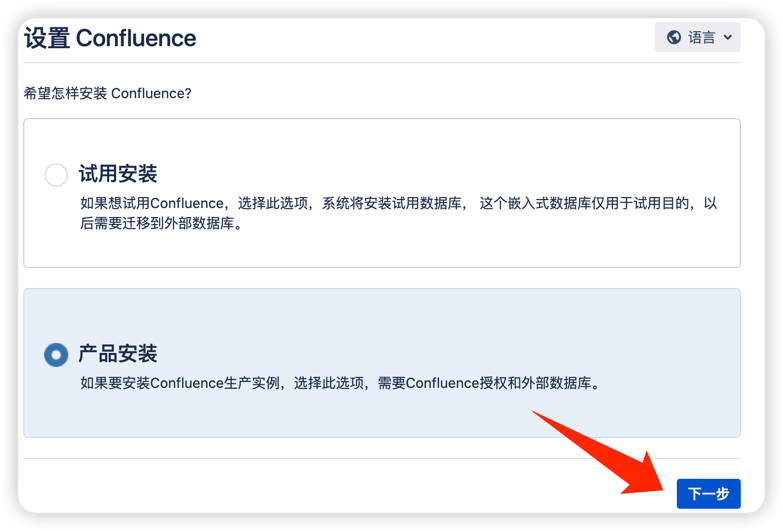 设置 Confluence
语言
希望怎样安装 Confluence?
试用安装
如果想试用Confluence，选择此选项，系统将安装试用数据库， 这个嵌入式数据库仅用于试用目的，以
后需要迁移到外部数据库。
产品安装
如果要安装Confluence生产实例，选择此选项，需要Confluence授权和外部数据库。
下一步